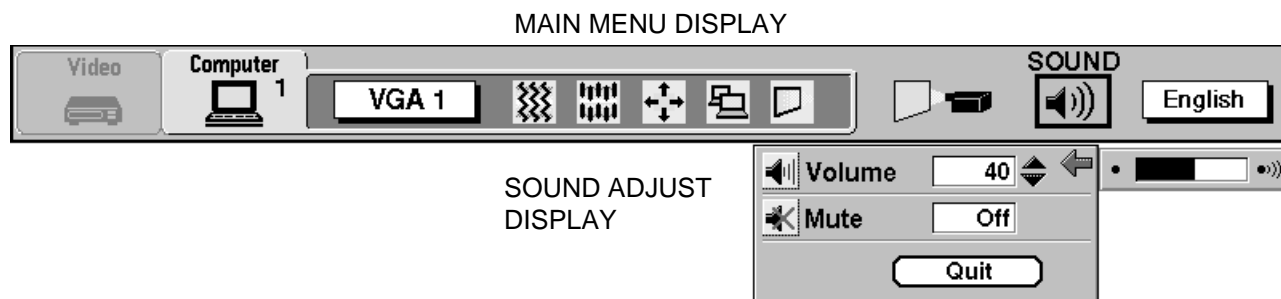 MAIN MENU DISPLAY
Video
Computer
1
VGA 1
SOUND
English
SOUND ADJUST
DISPLAY
Volume 40
Mute Off
Quit